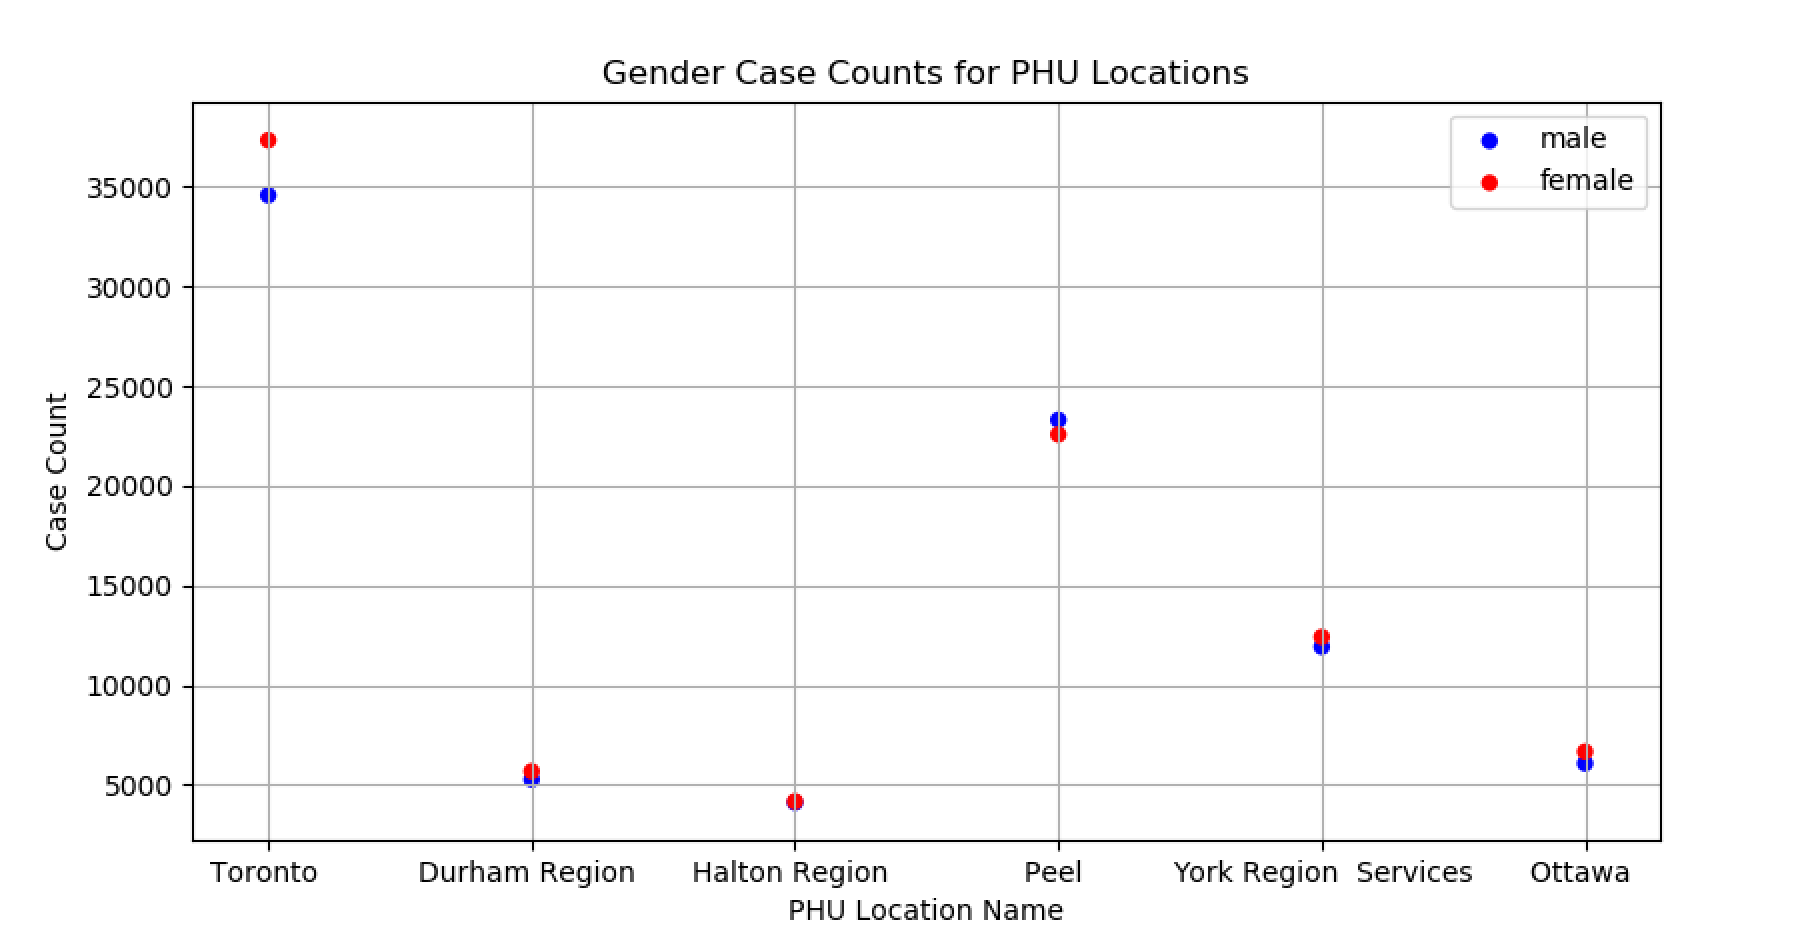 Gender Case Counts for PHU Locations
male
female
35000
30000
25000
20000
15000
10000
5000
Case Count
Toronto Durham Region Halton Region Peel York Region  Services Ottawa
PHU Location Name